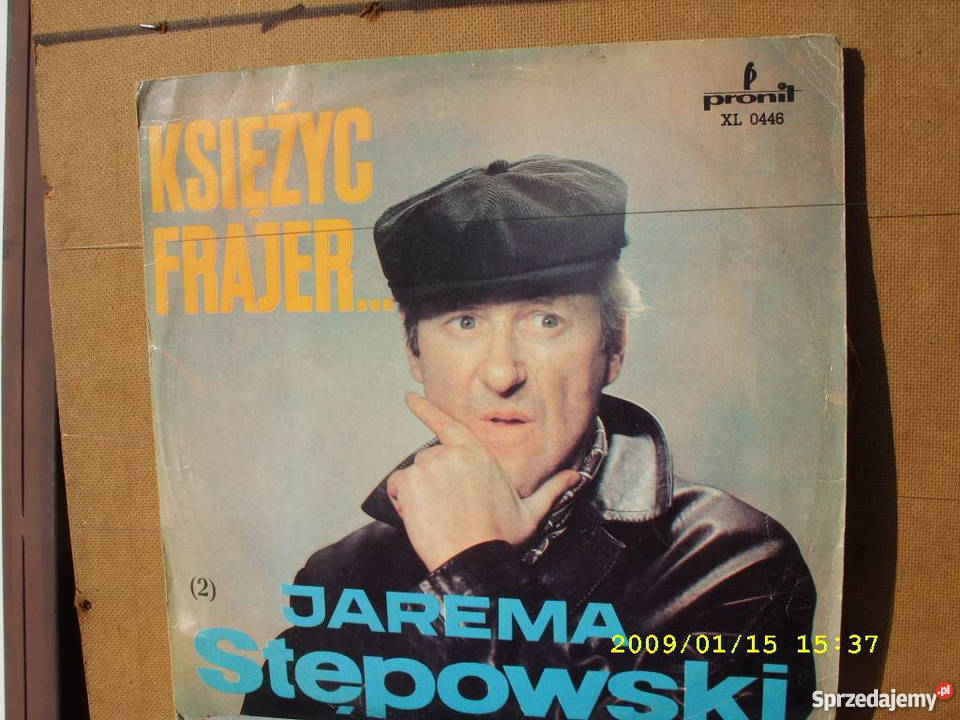 KSIĘŻYC
FRAJER...
pronit
XL 0446
(2)
JAREMA
Stępowski
2009/01/15 15:37
Sprzedajemy.pl